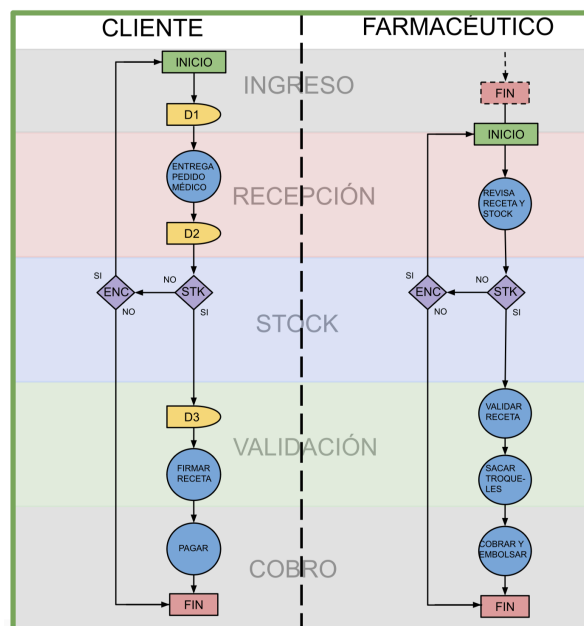 CLIENTE
FARMACÉUTICO
INGRESO
INICIO
D1
FIN
INICIO
RECEPCIÓN
ENTREGA
PEDIDO
MÉDICO
D2
REVISA
RECETA Y
STOCK
STOCK
SI
ENC
NO
NO
STK
SI
SI
ENC
NO
NO
STK
SI
VALIDACIÓN
D3
FIRMAR
RECETA
VALIDAR
RECETA
SACAR
TROQUE-
LES
COBRO
PAGAR
FIN
COBRAR Y
EMBOLSAR
FIN